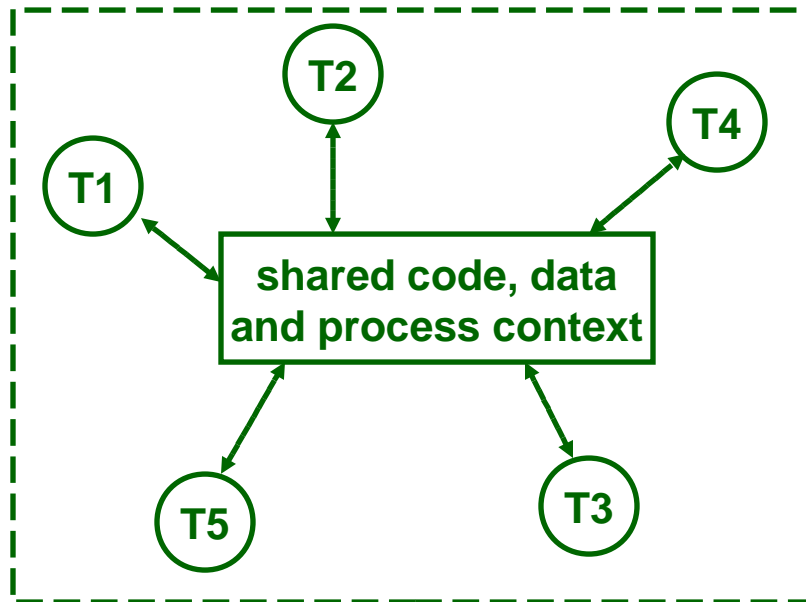 T2
T4
T1
shared code, data
and process context
T5
T3